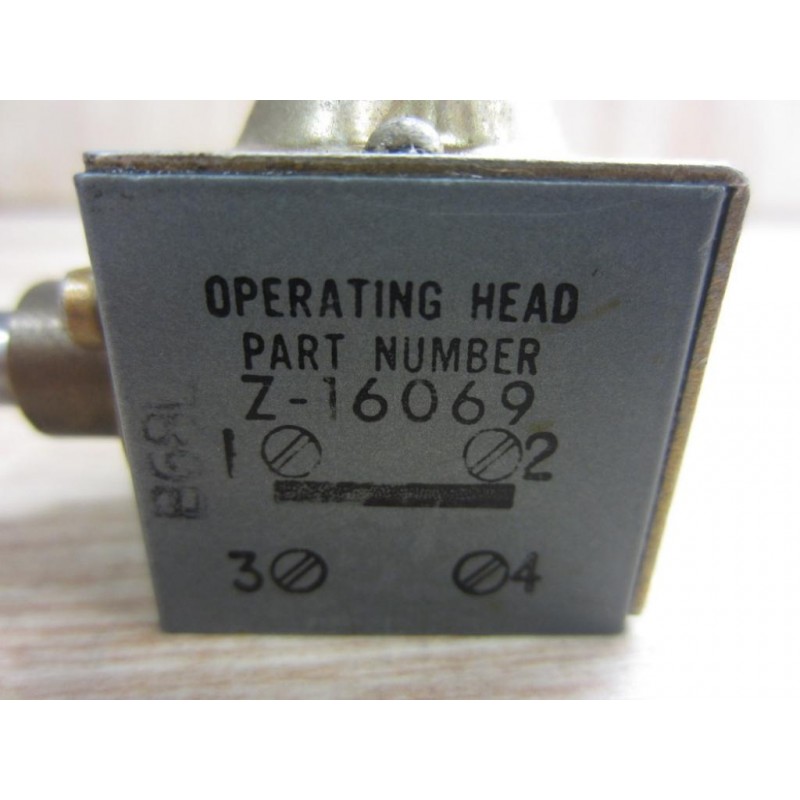 OPERATING HEAD
PART NUMBER
Z-16069
1 2
3 4